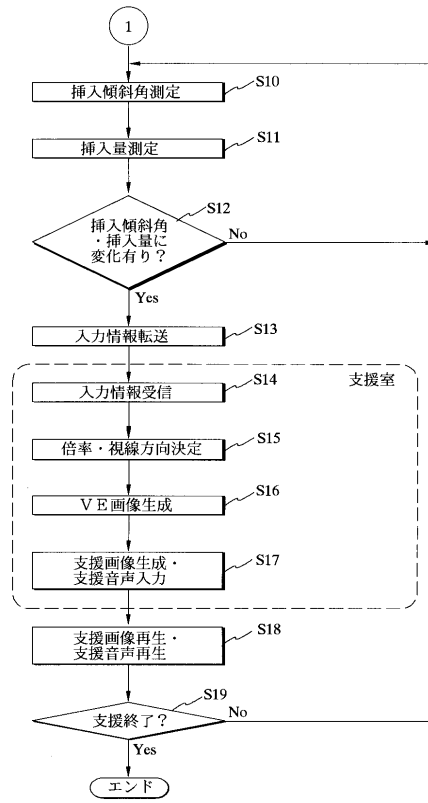 1
挿入傾斜角測定
S10
挿入量測定
S11
S12
挿入傾斜角
・挿入量に
変化有り？
No
Yes
入力情報転送
S13
支援室
入力情報受信
S14
倍率・視線方向決定
S15
ＶＥ画像生成
S16
支援画像生成・
支援音声入力
S17
支援画像再生・
支援音声再生
S18
S19
支援終了？
No
Yes
エンド